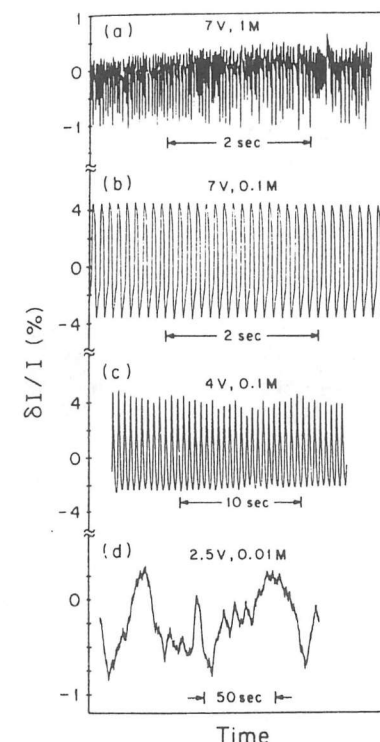 1
(a)
7V, 1M
0
-1
2 sec
(b)
7V, 0.1M
4
0
-4
2 sec
δI/I (%)
(c)
4V, 0.1M
4
0
-4
10 sec
(d)
2.5V, 0.01M
0
-1
50 sec
Time